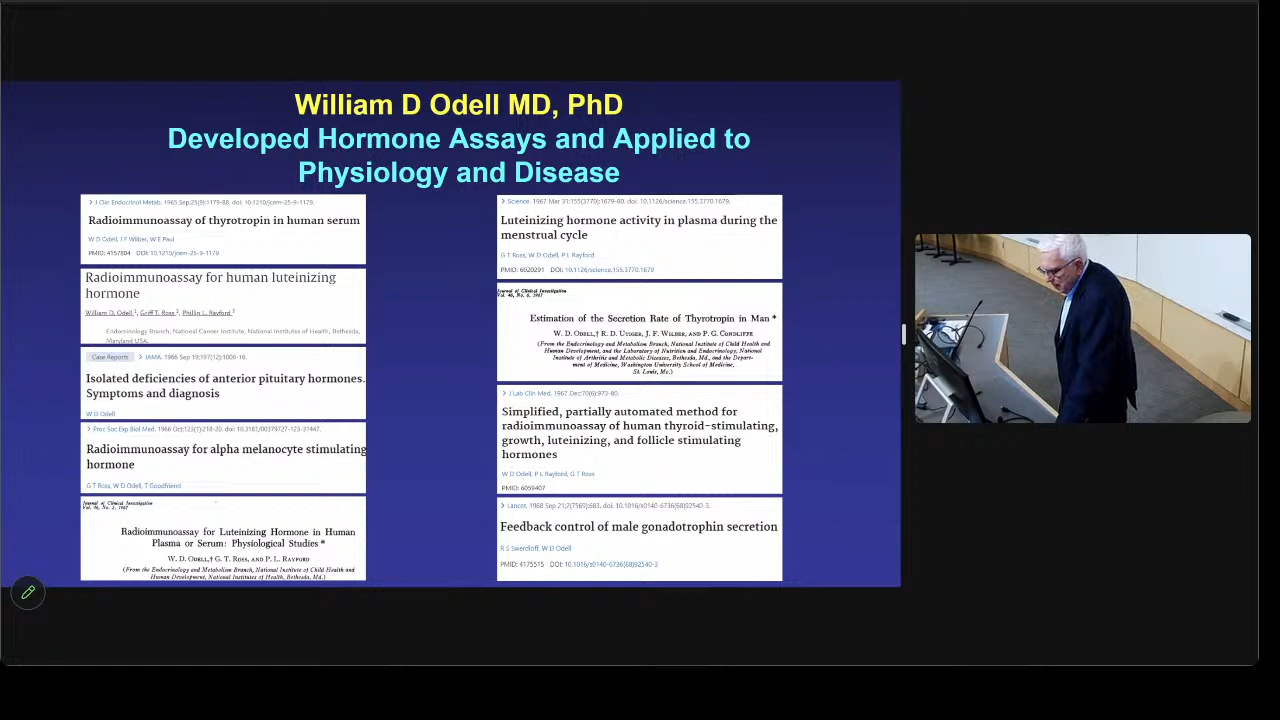 William D Odell MD, PhD
Developed Hormone Assays and Applied to
Physiology and Disease
> J Clin Endocrinol Metab. 1965 Sep;25(9):1179-88. doi: 10.1210/jcem-25-9-1179.
Radioimmunoassay of thyrotropin in human serum
W D Odell, J F Wilber, W E Paul
PMID: 4157804 DOI: 10.1210/jcem-25-9-1179
Radioimmunoassay for human luteinizing
hormone
William D. Odell 1, Griff T. Ross 2, Phillip L. Rayford 3
Endocrinology Branch, National Cancer Institute, National Institutes of Health, Bethesda,
Maryland USA.
Case Reports > JAMA. 1966 Sep 19;197(12):1006-16.
Isolated deficiencies of anterior pituitary hormones.
Symptoms and diagnosis
W D Odell
> Proc Soc Exp Biol Med. 1966 Oct;123(1):218-20. doi: 10.3181/00379727-123-31447.
Radioimmunoassay for alpha melanocyte stimulating
hormone
G T Ross, W D Odell, T Goodfriend
Journal of Clinical Investigation
Vol. 46, No. 2, 1967
Radioimmunoassay for Luteinizing Hormone in Human
Plasma or Serum: Physiological Studies *
W. D. Odell,† G. T. Ross, and P. L. Rayford
(From the Endocrinology and Metabolism Branch, National Institute of Child Health and
Human Development, National Institutes of Health, Bethesda, Md.)
> Science. 1967 Mar 31;155(3770):1679-80. doi: 10.1126/science.155.3770.1679.
Luteinizing hormone activity in plasma during the
menstrual cycle
G T Ross, W D Odell, P L Rayford
PMID: 6020291 DOI: 10.1126/science.155.3770.1679
Journal of Clinical Investigation
Vol. 46, No. 6, 1967
Estimation of the Secretion Rate of Thyrotropin in Man *
W. D. Odell,† R. D. Utiger, J. F. Wilber, and P. G. Condliffe
(From the Endocrinology and Metabolism Branch, National Institute of Child Health and
Human Development, and the Laboratory of Nutrition and Endocrinology, National
Institute of Arthritis and Metabolic Diseases, Bethesda, Md., and the Depart-
ment of Medicine, Washington University School of Medicine,
St. Louis, Mo.)
> J Lab Clin Med. 1967 Dec;70(6):973-80.
Simplified, partially automated method for
radioimmunoassay of human thyroid-stimulating,
growth, luteinizing, and follicle stimulating
hormones
W D Odell, P L Rayford, G T Ross
PMID: 6059407
> Lancet. 1968 Sep 21;2(7569):683. doi: 10.1016/s0140-6736(68)92540-3.
Feedback control of male gonadotrophin secretion
R S Swerdloff, W D Odell
PMID: 4175515 DOI: 10.1016/s0140-6736(68)92540-3